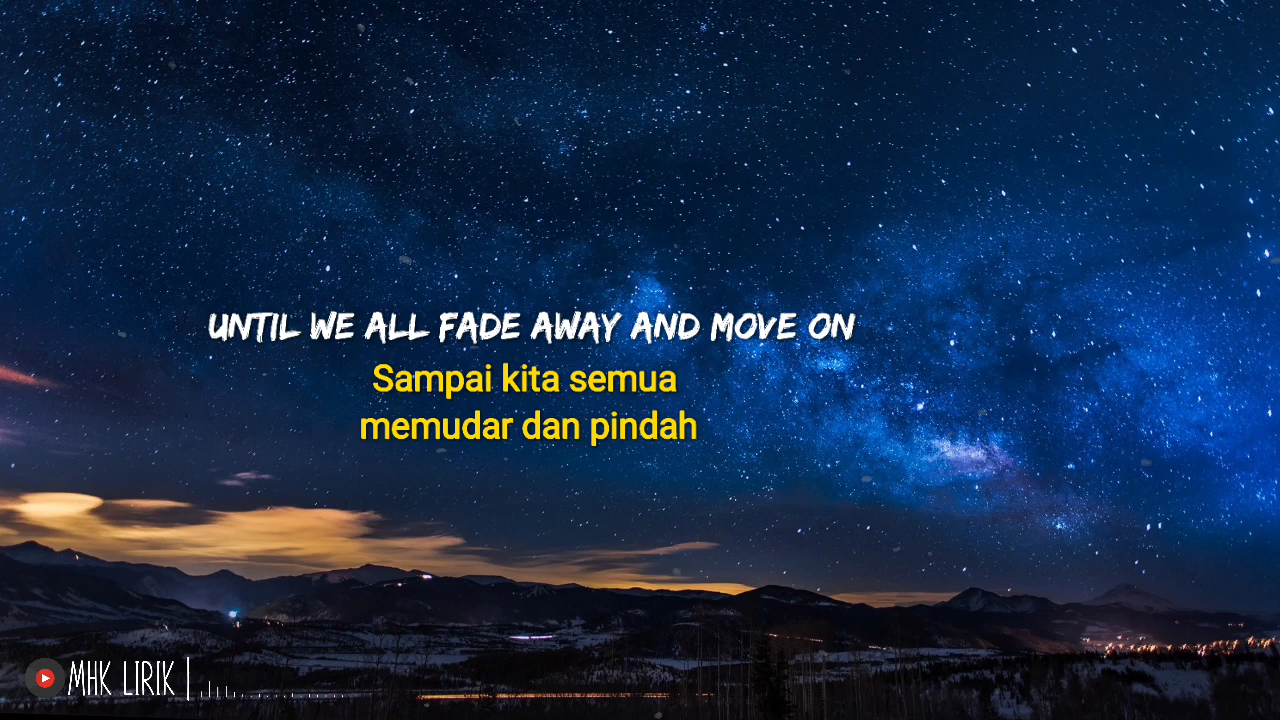 UNTIL WE ALL FADE AWAY AND MOVE ON
Sampai kita semua
memudar dan pindah
MHK LIRIK